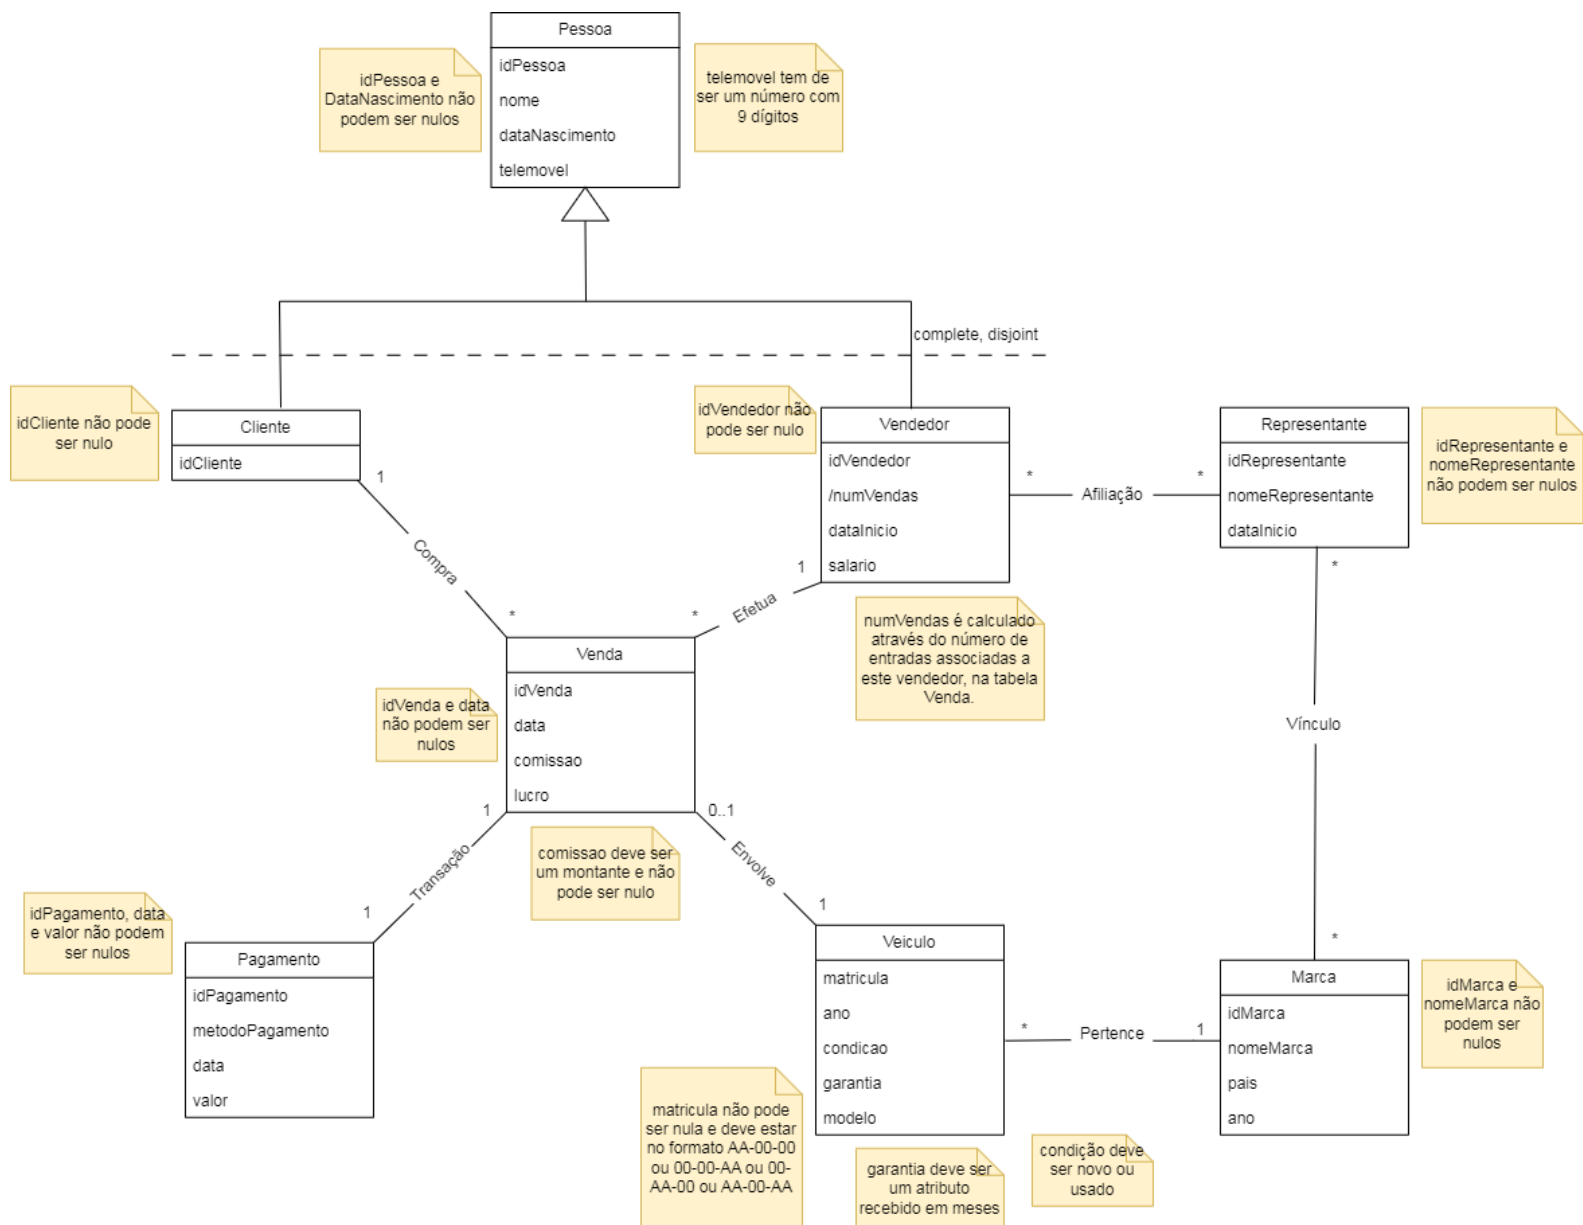 Pessoa
idPessoa
nome
dataNascimento
telemovel
idPessoa e
DataNascimento não
podem ser nulos
telemovel tem de
ser um número com
9 dígitos
complete, disjoint
idCliente não pode
ser nulo
Cliente
idCliente
1
Compra
*
idVendedor não
pode ser nulo
Vendedor
idVendedor
/numVendas
dataInicio
salario
*
Afiliação
*
Representante
idRepresentante
nomeRepresentante
dataInicio
idRepresentante e
nomeRepresentante
não podem ser nulos
1
Efetua
*
numVendas é calculado
através do número de
entradas associadas a
este vendedor, na tabela
Venda.
*
Vínculo
*
Venda
idVenda
data
comissao
lucro
idVenda e data
não podem ser
nulos
comissao deve ser
um montante e não
pode ser nulo
1
Transação
1
0..1
Envolve
1
idPagamento, data
e valor não podem
ser nulos
Pagamento
idPagamento
metodoPagamento
data
valor
Veiculo
matricula
ano
condicao
garantia
modelo
*
Pertence
1
Marca
idMarca
nomeMarca
pais
ano
idMarca e
nomeMarca não
podem ser
nulos
matricula não pode
ser nula e deve estar
no formato AA-00-00
ou 00-00-AA ou 00-
AA-00 ou AA-00-AA
garantia deve ser
um atributo
recebido em meses
condição deve
ser novo ou
usado